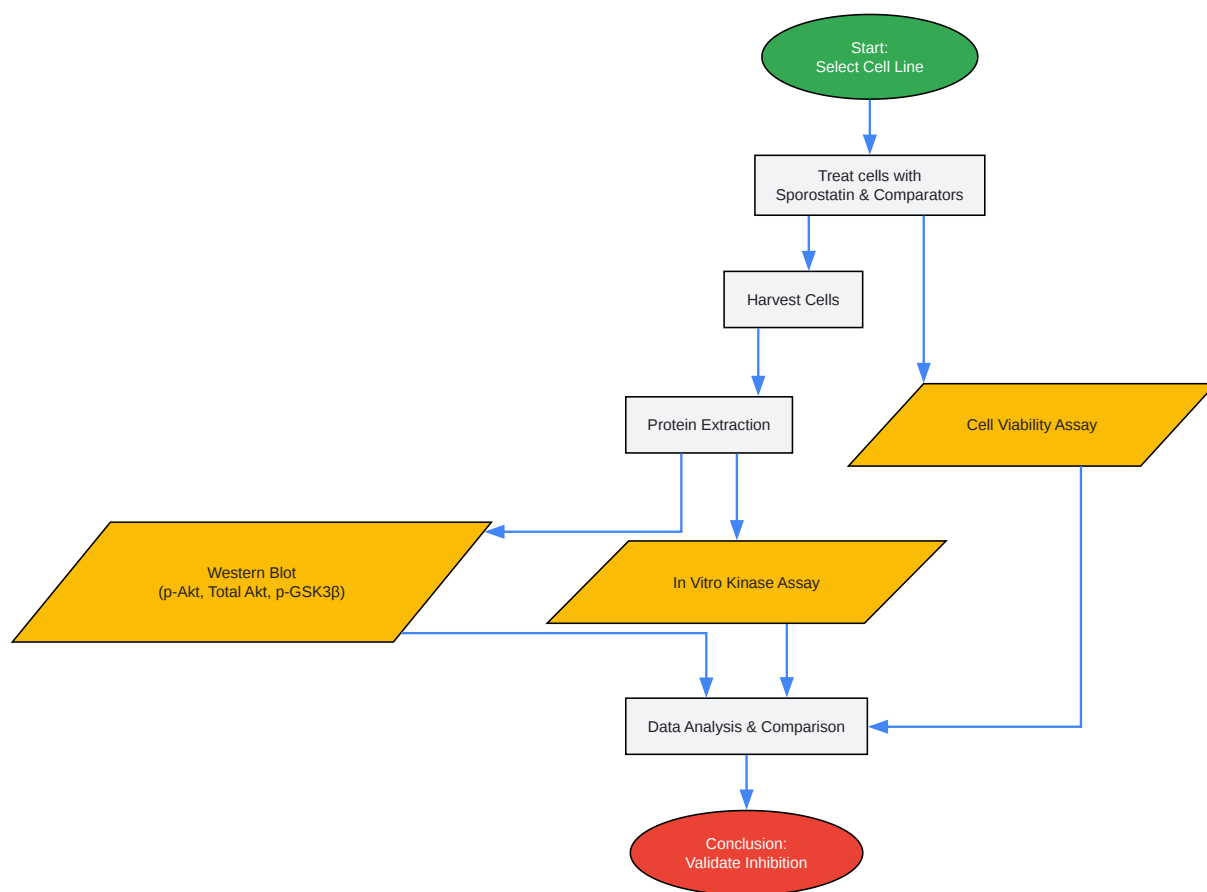 Start:
Select Cell Line
Treat cells with
Sporostatin & Comparators
Harvest Cells
Protein Extraction
Cell Viability Assay
Western Blot
(p-Akt, Total Akt, p-GSK3β)
In Vitro Kinase Assay
Data Analysis & Comparison
Conclusion:
Validate Inhibition